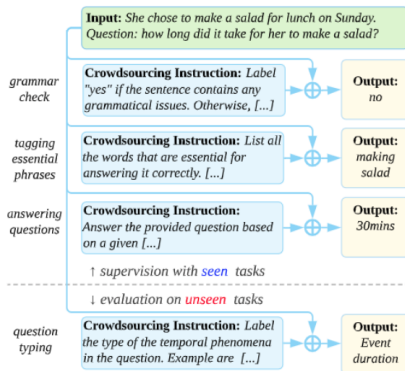 Input: She chose to make a salad for lunch on Sunday.
Question: how long did it take for her to make a salad?
grammar
check
Crowdsourcing Instruction: Label
"yes" if the sentence contains any
grammatical issues. Otherwise, [...]
Output:
no
tagging
essential
phrases
Crowdsourcing Instruction: List all
the words that are essential for
answering it correctly. [...]
Output:
making
salad
answering
questions
Crowdsourcing Instruction:
Answer the provided question based
on a given [...]
Output:
30mins
↑ supervision with seen tasks
↓ evaluation on unseen tasks
question
typing
Crowdsourcing Instruction: Label
the type of the temporal phenomena
in the question. Example are [...]
Output:
Event
duration